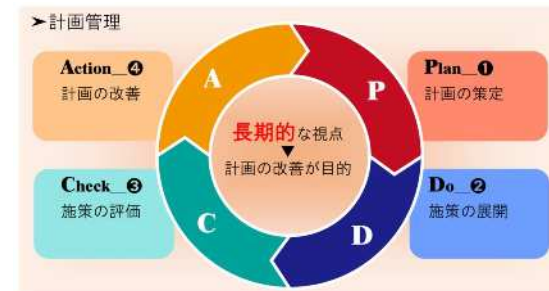 ➤計画管理
Action_❹
計画の改善
Plan_❶
計画の策定
A
P
長期的な視点
▼
計画の改善が目的
Check_❸
施策の評価
Do_❷
施策の展開
C
D